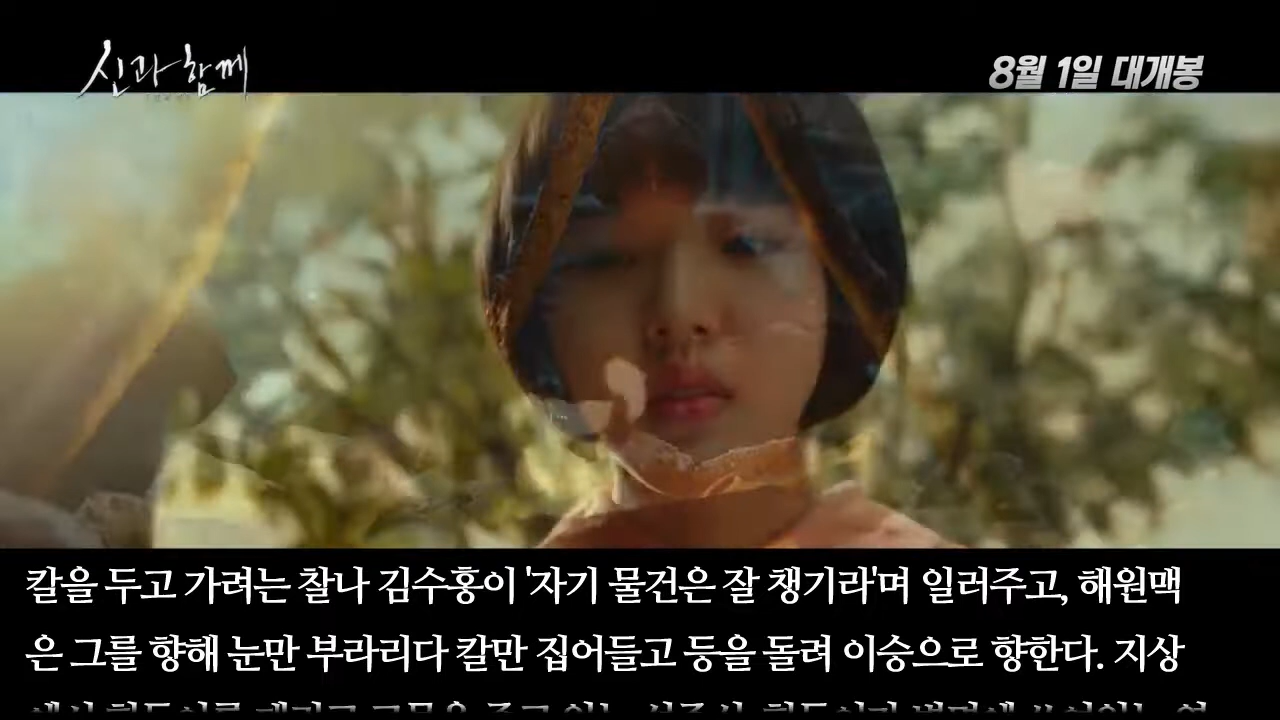 신과함께
8월 1일 대개봉
칼을 두고 가려는 찰나 김수홍이 '자기 물건은 잘 챙기라'며 일러주고, 해원맥
은 그를 향해 눈만 부라리다 칼만 집어들고 등을 돌려 이승으로 향한다. 지상